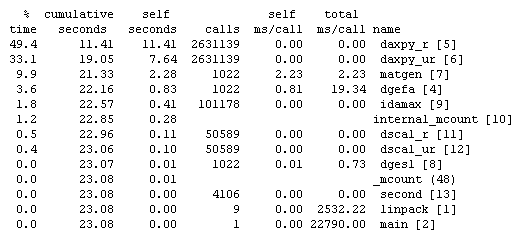 %   cumulative   self              self     total
time   seconds   seconds    calls  ms/call  ms/call name
49.4   11.41   11.41  2631139   0.00   0.00  daxpy_r [5]
33.1   19.05   7.64  2631139   0.00   0.00  daxpy_ur [6]
9.9   21.33   2.28   1022   2.23   2.23  matgen [7]
3.6   22.16   0.83   1022   0.81   19.34  dgefa [4]
1.8   22.57   0.41   101178   0.00   0.00  idamax [9]
1.2   22.85   0.28   internal_mcount [10]
0.5   22.96   0.11   50589   0.00   0.00  dscal_r [11]
0.4   23.06   0.10   50589   0.00   0.00  dscal_ur [12]
0.0   23.07   0.01   1022   0.01   0.73  dgesl [8]
0.0   23.08   0.01   _mcount (48)
0.0   23.08   0.00   4106   0.00   0.00  second [13]
0.0   23.08   0.00   9   0.00   2532.22  linpack [1]
0.0   23.08   0.00   1   0.00   22790.00  main [2]